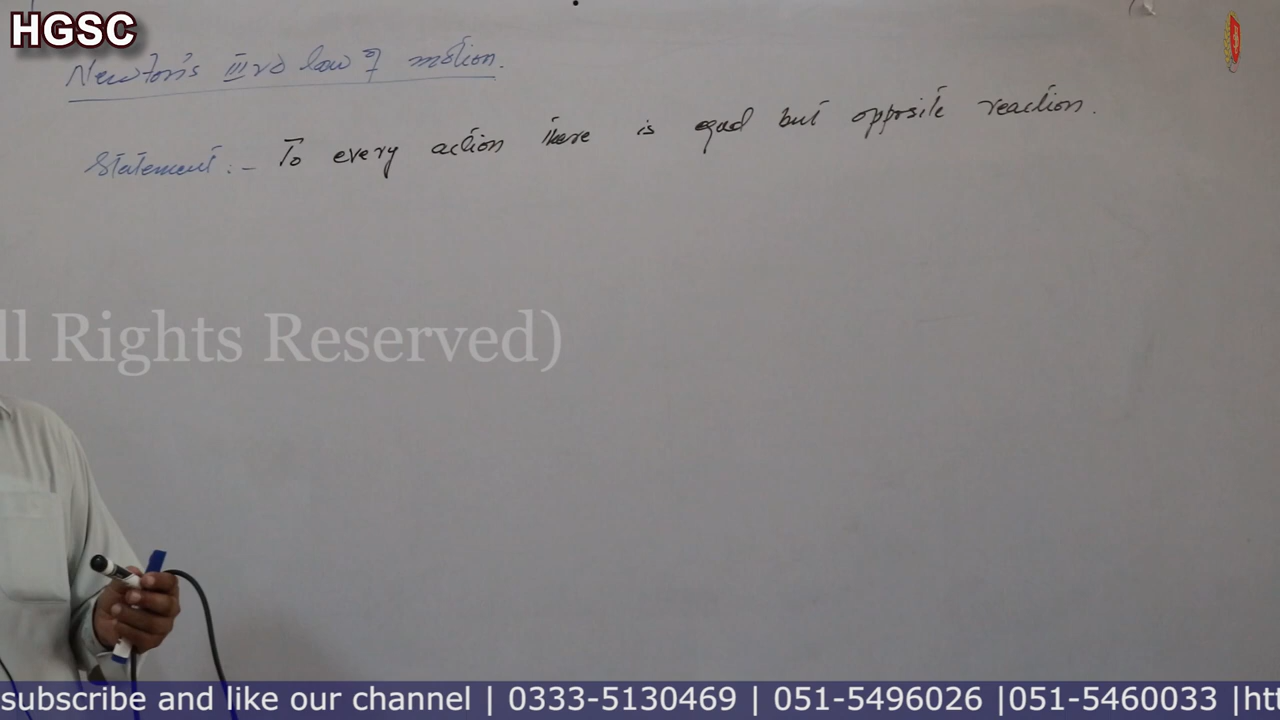 HGSC
Newton's IIIrd law of motion.
Statement :- To every action there is equal but opposite reaction.
ll Rights Reserved)
subscribe and like our channel | 0333-5130469 | 051-5496026 |051-5460033 |htt